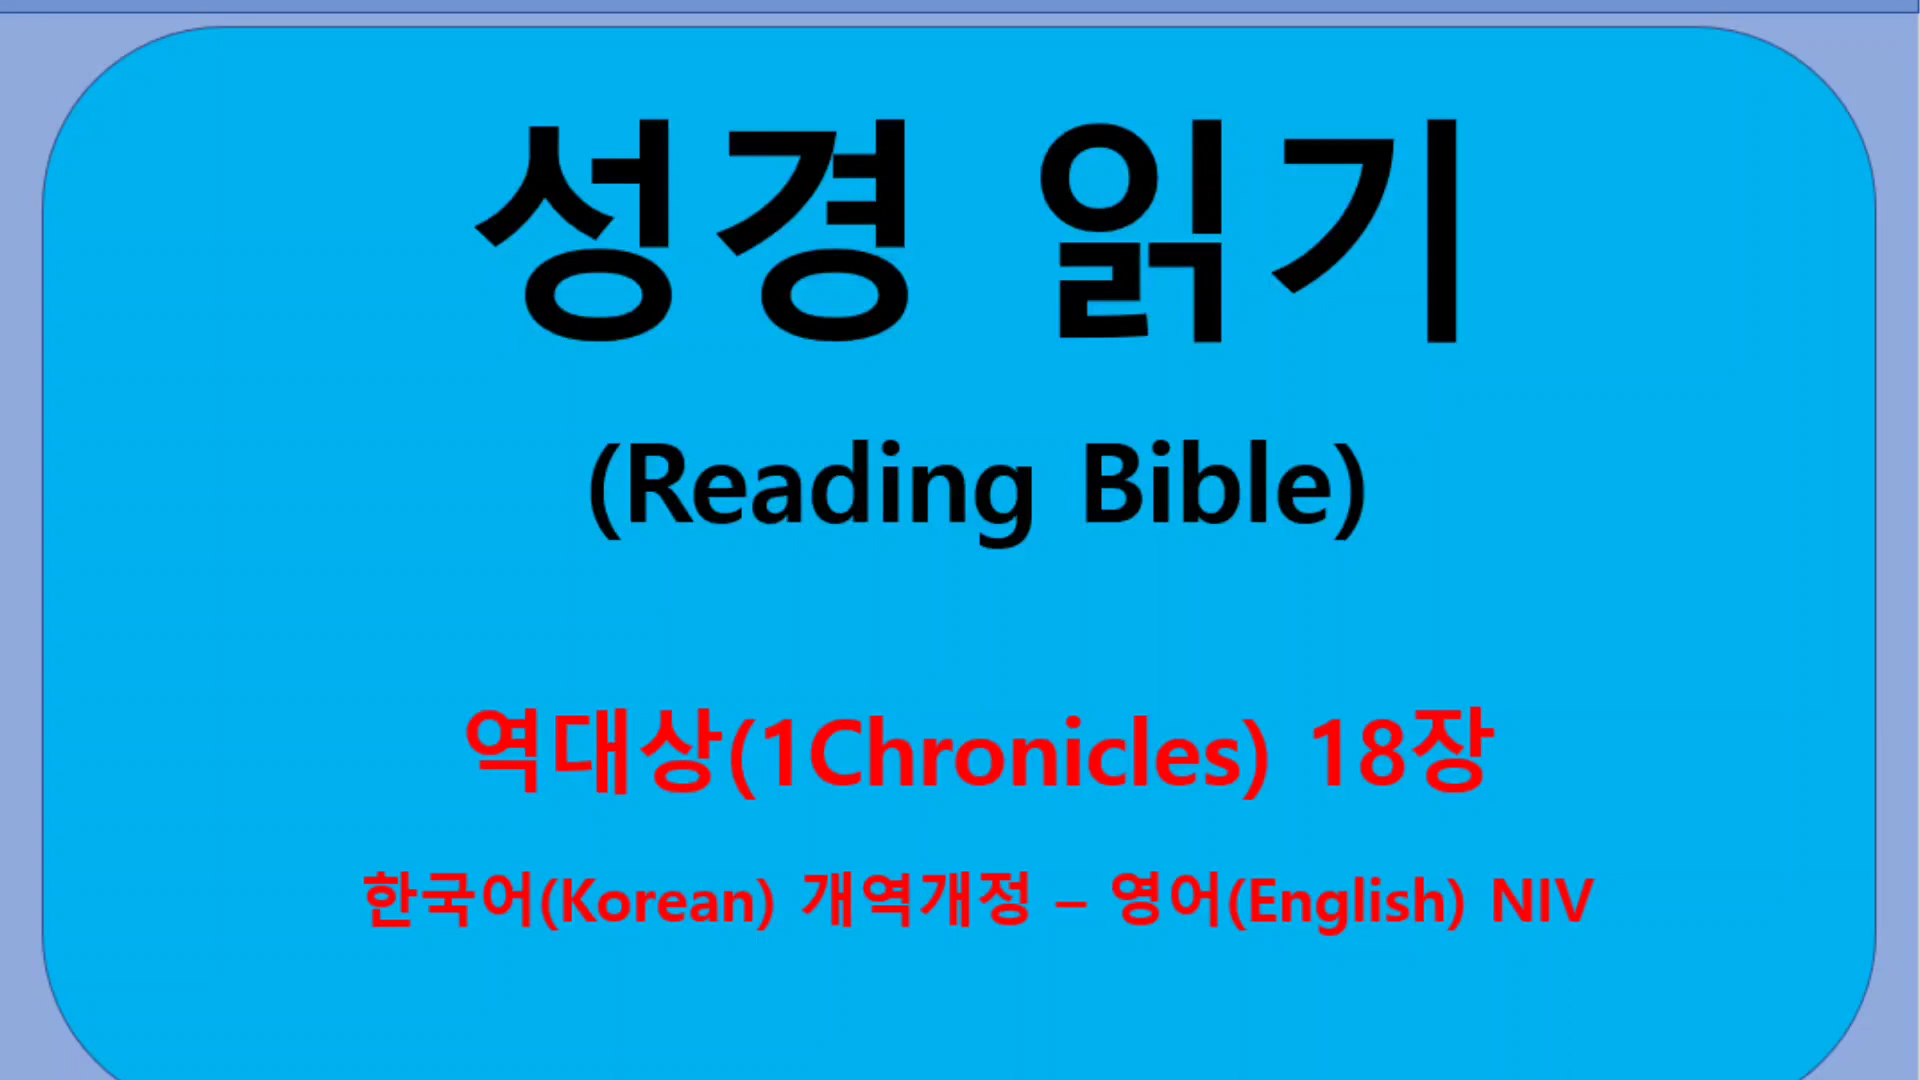 성경 읽기
(Reading Bible)
역대상(1Chronicles) 18장
한국어(Korean) 개역개정 – 영어(English) NIV